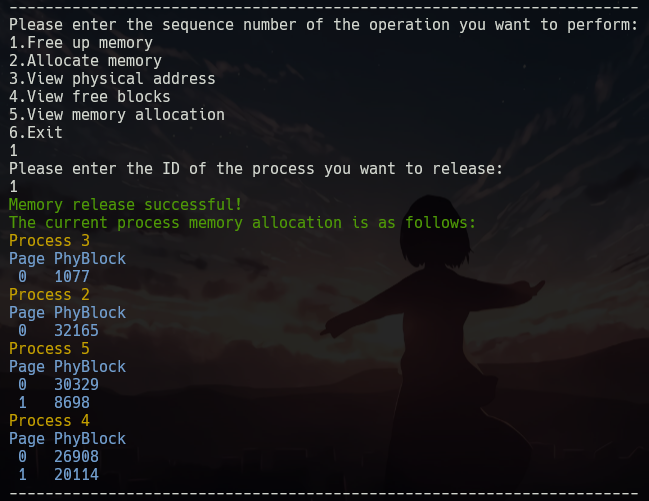 ----------------------------------------------------------------------
Please enter the sequence number of the operation you want to perform:
1.Free up memory
2.Allocate memory
3.View physical address
4.View free blocks
5.View memory allocation
6.Exit
1
Please enter the ID of the process you want to release:
1
Memory release successful!
The current process memory allocation is as follows:
Process 3
Page PhyBlock
 0   1077
Process 2
Page PhyBlock
 0   32165
Process 5
Page PhyBlock
 0   30329
 1   8698
Process 4
Page PhyBlock
 0   26908
 1   20114
----------------------------------------------------------------------